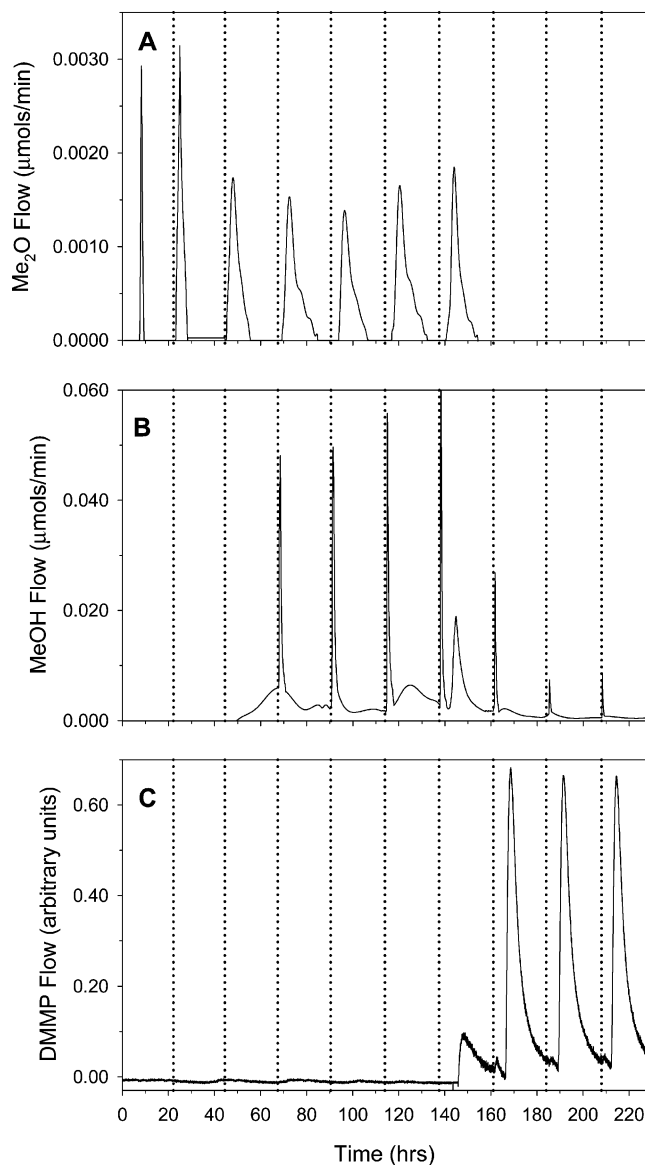 A
0.0030
0.0020
0.0010
0.0000
Me₂O Flow (μmols/min)
B
0.060
0.040
0.020
0.000
MeOH Flow (μmols/min)
C
0.60
0.40
0.20
0.00
DMMP Flow (arbitrary units)
0 20 40 60 80 100 120 140 160 180 200 220
Time (hrs)